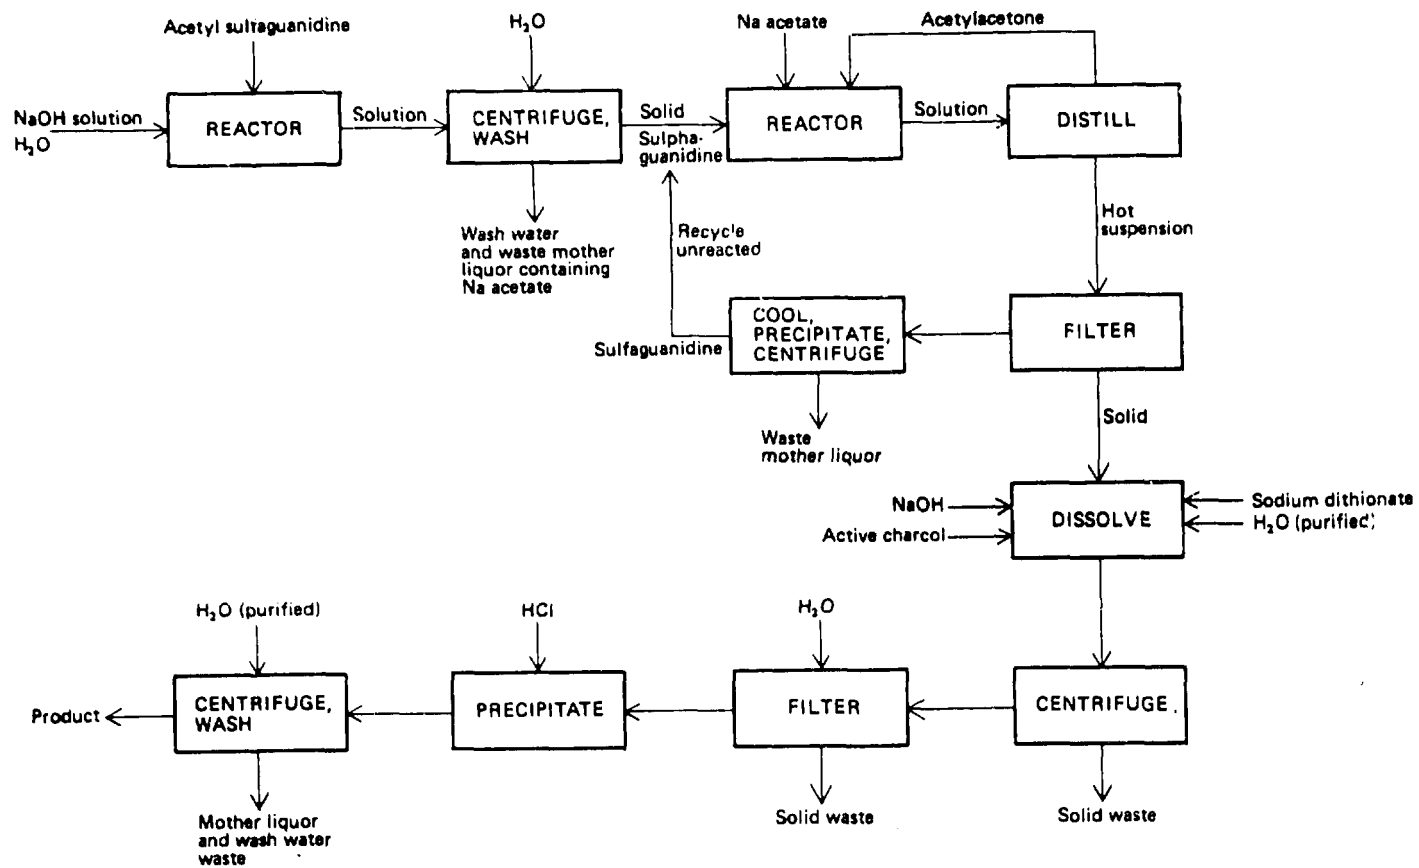 Acetyl sulfaguanidine
H₂O
Na acetate
Acetylacetone
NaOH solution
H₂O
REACTOR
Solution
CENTRIFUGE,
WASH
Solid
Sulpha-
guanidine
REACTOR
Solution
DISTILL
Wash water
and waste mother
liquor containing
Na acetate
Recycle
unreacted
Hot
suspension
Sulfaguanidine
COOL,
PRECIPITATE,
CENTRIFUGE
FILTER
Waste
mother liquor
Solid
NaOH
Active charcol
DISSOLVE
Sodium dithionate
H₂O (purified)
H₂O (purified)
HCl
H₂O
Product
CENTRIFUGE,
WASH
PRECIPITATE
FILTER
CENTRIFUGE
Mother liquor
and wash water
waste
Solid waste
Solid waste